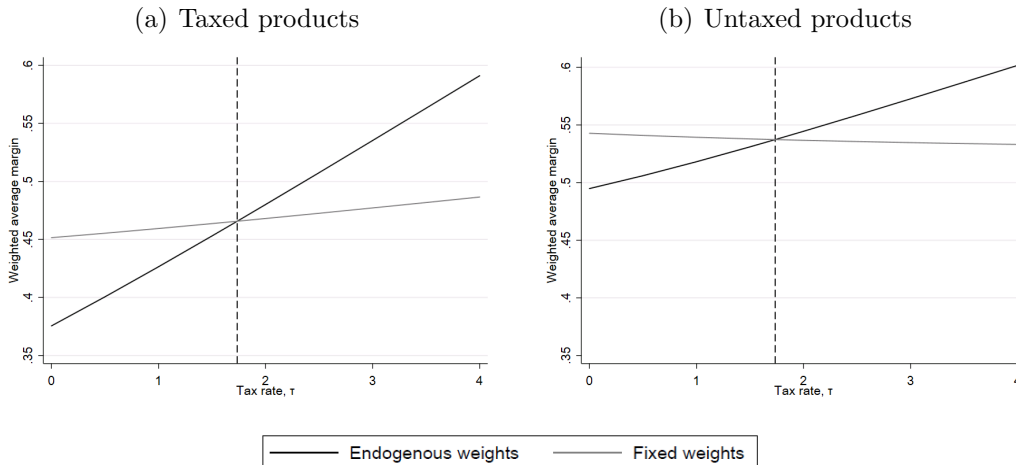 (a) Taxed products
Weighted average margin
.6
.55
.5
.45
.4
.35
0 1 2 3 4
Tax rate, τ
(b) Untaxed products
Weighted average margin
.6
.55
.5
.45
.4
.35
0 1 2 3 4
Tax rate, τ
Endogenous weights Fixed weights